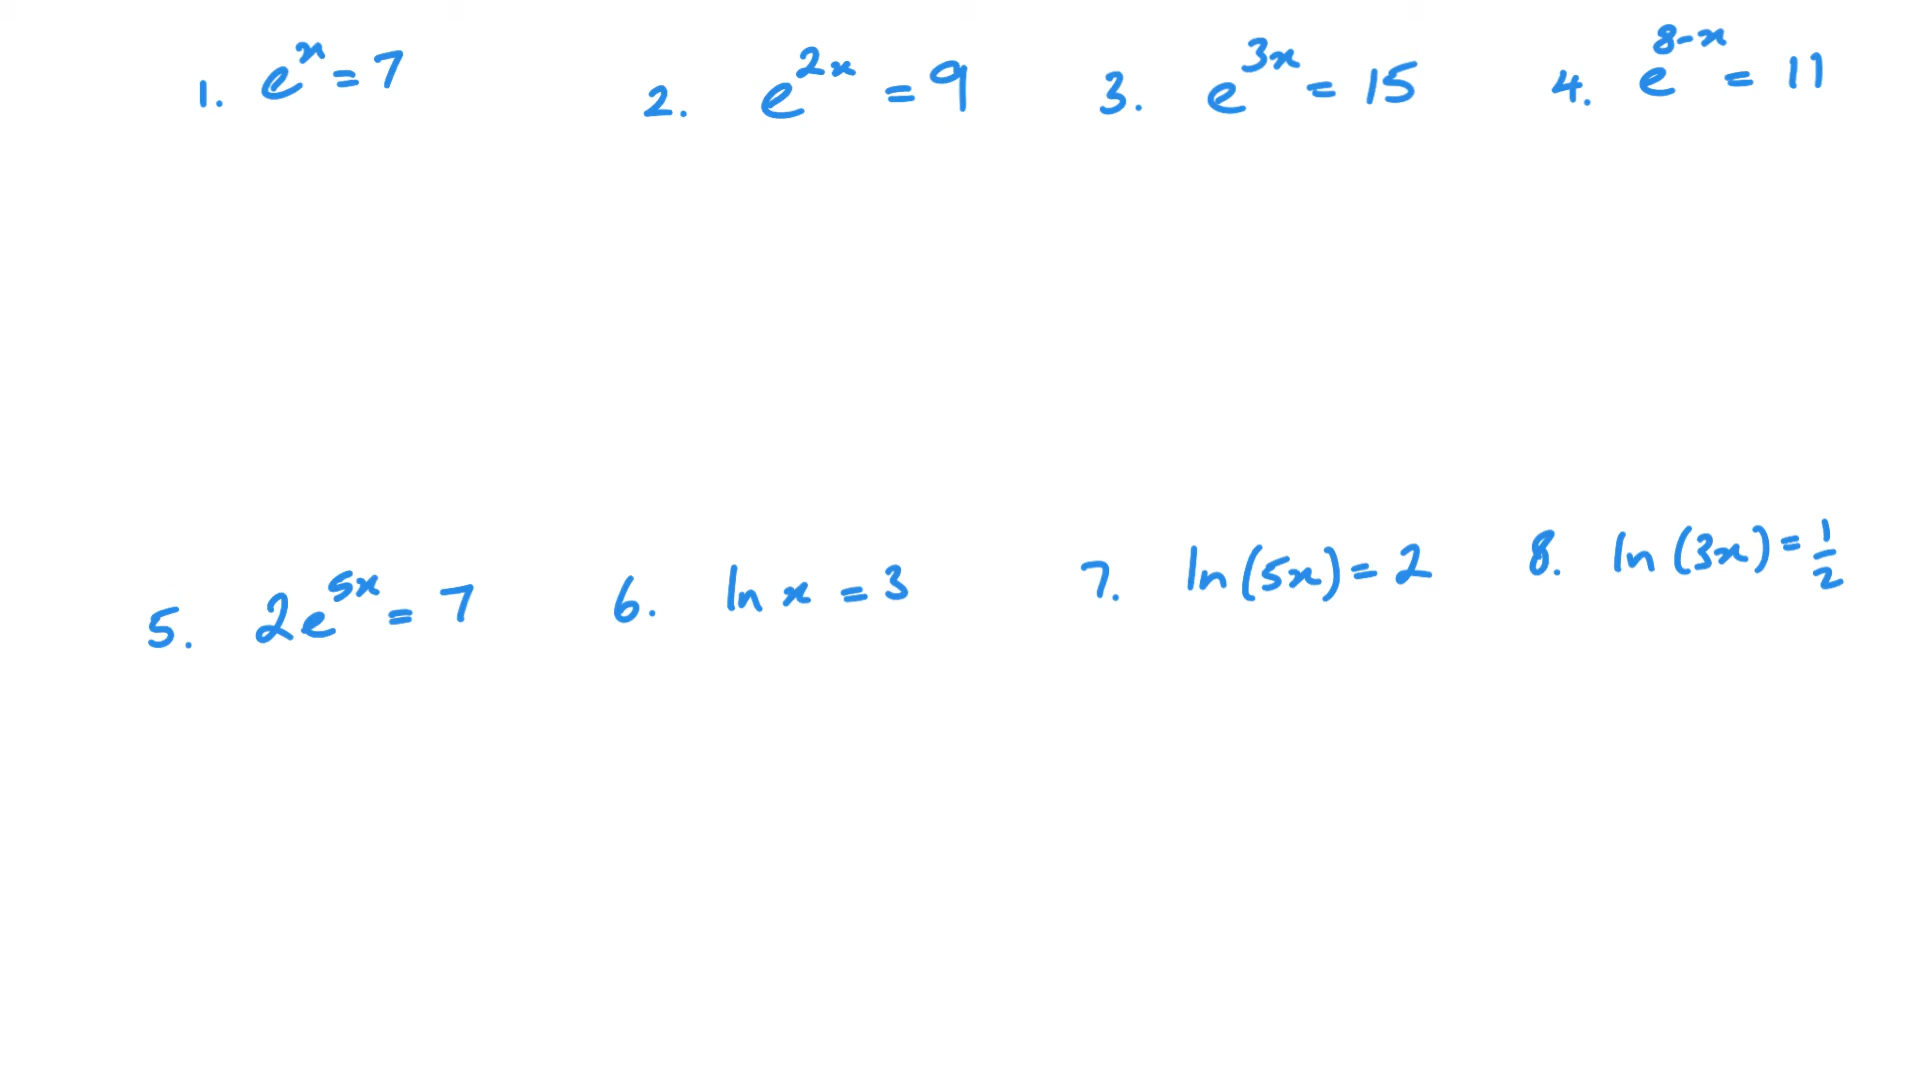 1. e^x = 7
2. e^{2x} = 9
3. e^{3x} = 15
4. e^{8-x} = 11
5. 2e^{5x} = 7
6. ln x = 3
7. ln(5x) = 2
8. ln(3x) = 1/2